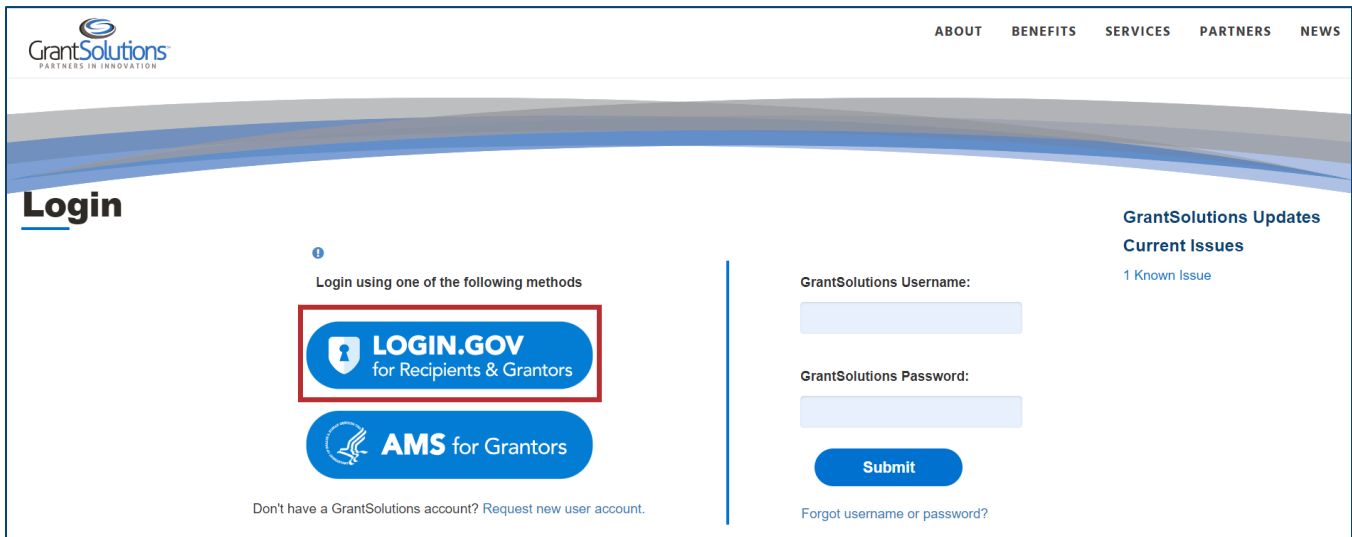 GrantSolutions
PARTNERS IN INNOVATION
ABOUT BENEFITS SERVICES PARTNERS NEWS
Login
Login using one of the following methods
LOGIN.GOV
for Recipients & Grantors
AMS for Grantors
Don't have a GrantSolutions account? Request new user account.
GrantSolutions Username:
GrantSolutions Password:
Submit
Forgot username or password?
GrantSolutions Updates
Current Issues
1 Known Issue